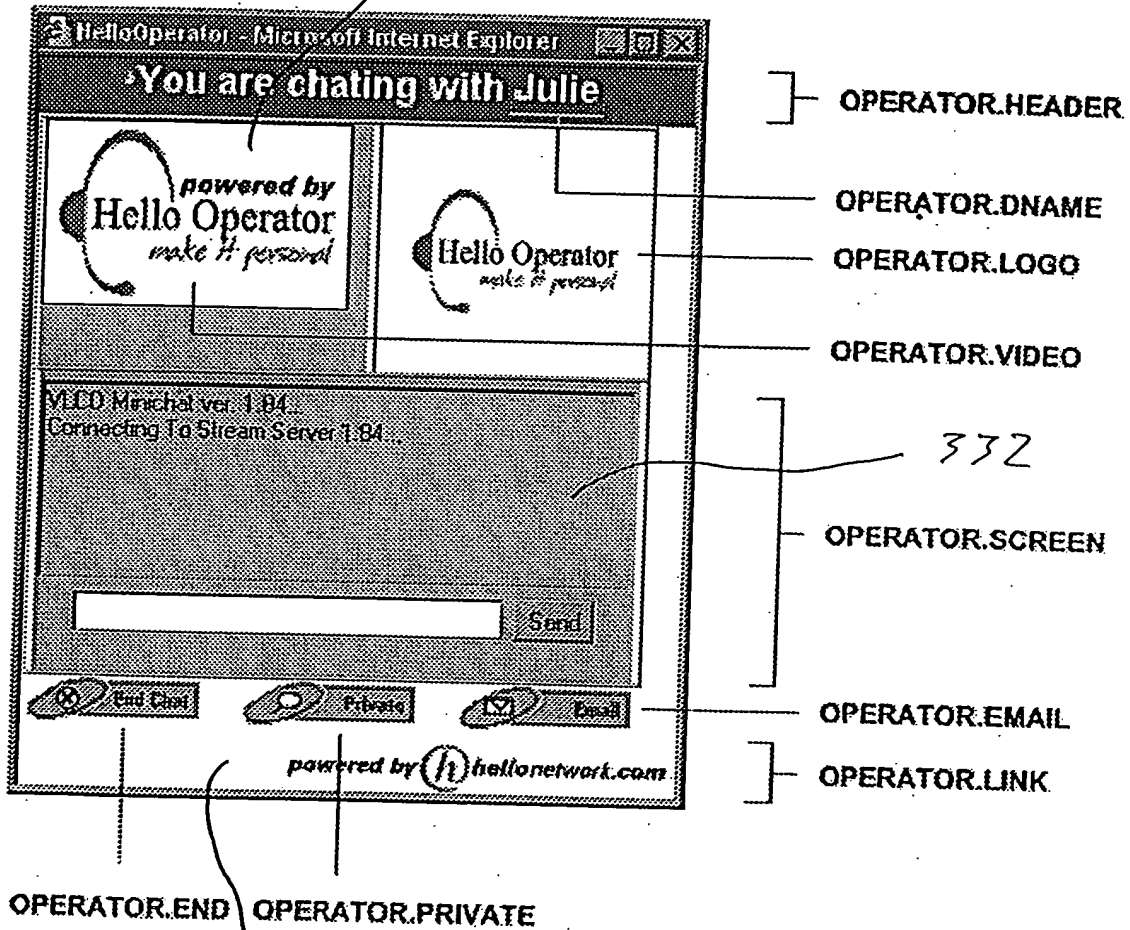 HelloOperator - Microsoft Internet Explorer
You are chating with Julie
OPERATOR.HEADER
powered by
Hello Operator
make it personal
OPERATOR.DNAME
Hello Operator
make it personal
OPERATOR.LOGO
OPERATOR.VIDEO
VLCO Minichat ver. 1.84...
Connecting To Stream Server 1.84...
332
OPERATOR.SCREEN
Send
End Chat
Private
Email
OPERATOR.EMAIL
powered by h hellonetwork.com
OPERATOR.LINK
OPERATOR.END OPERATOR.PRIVATE